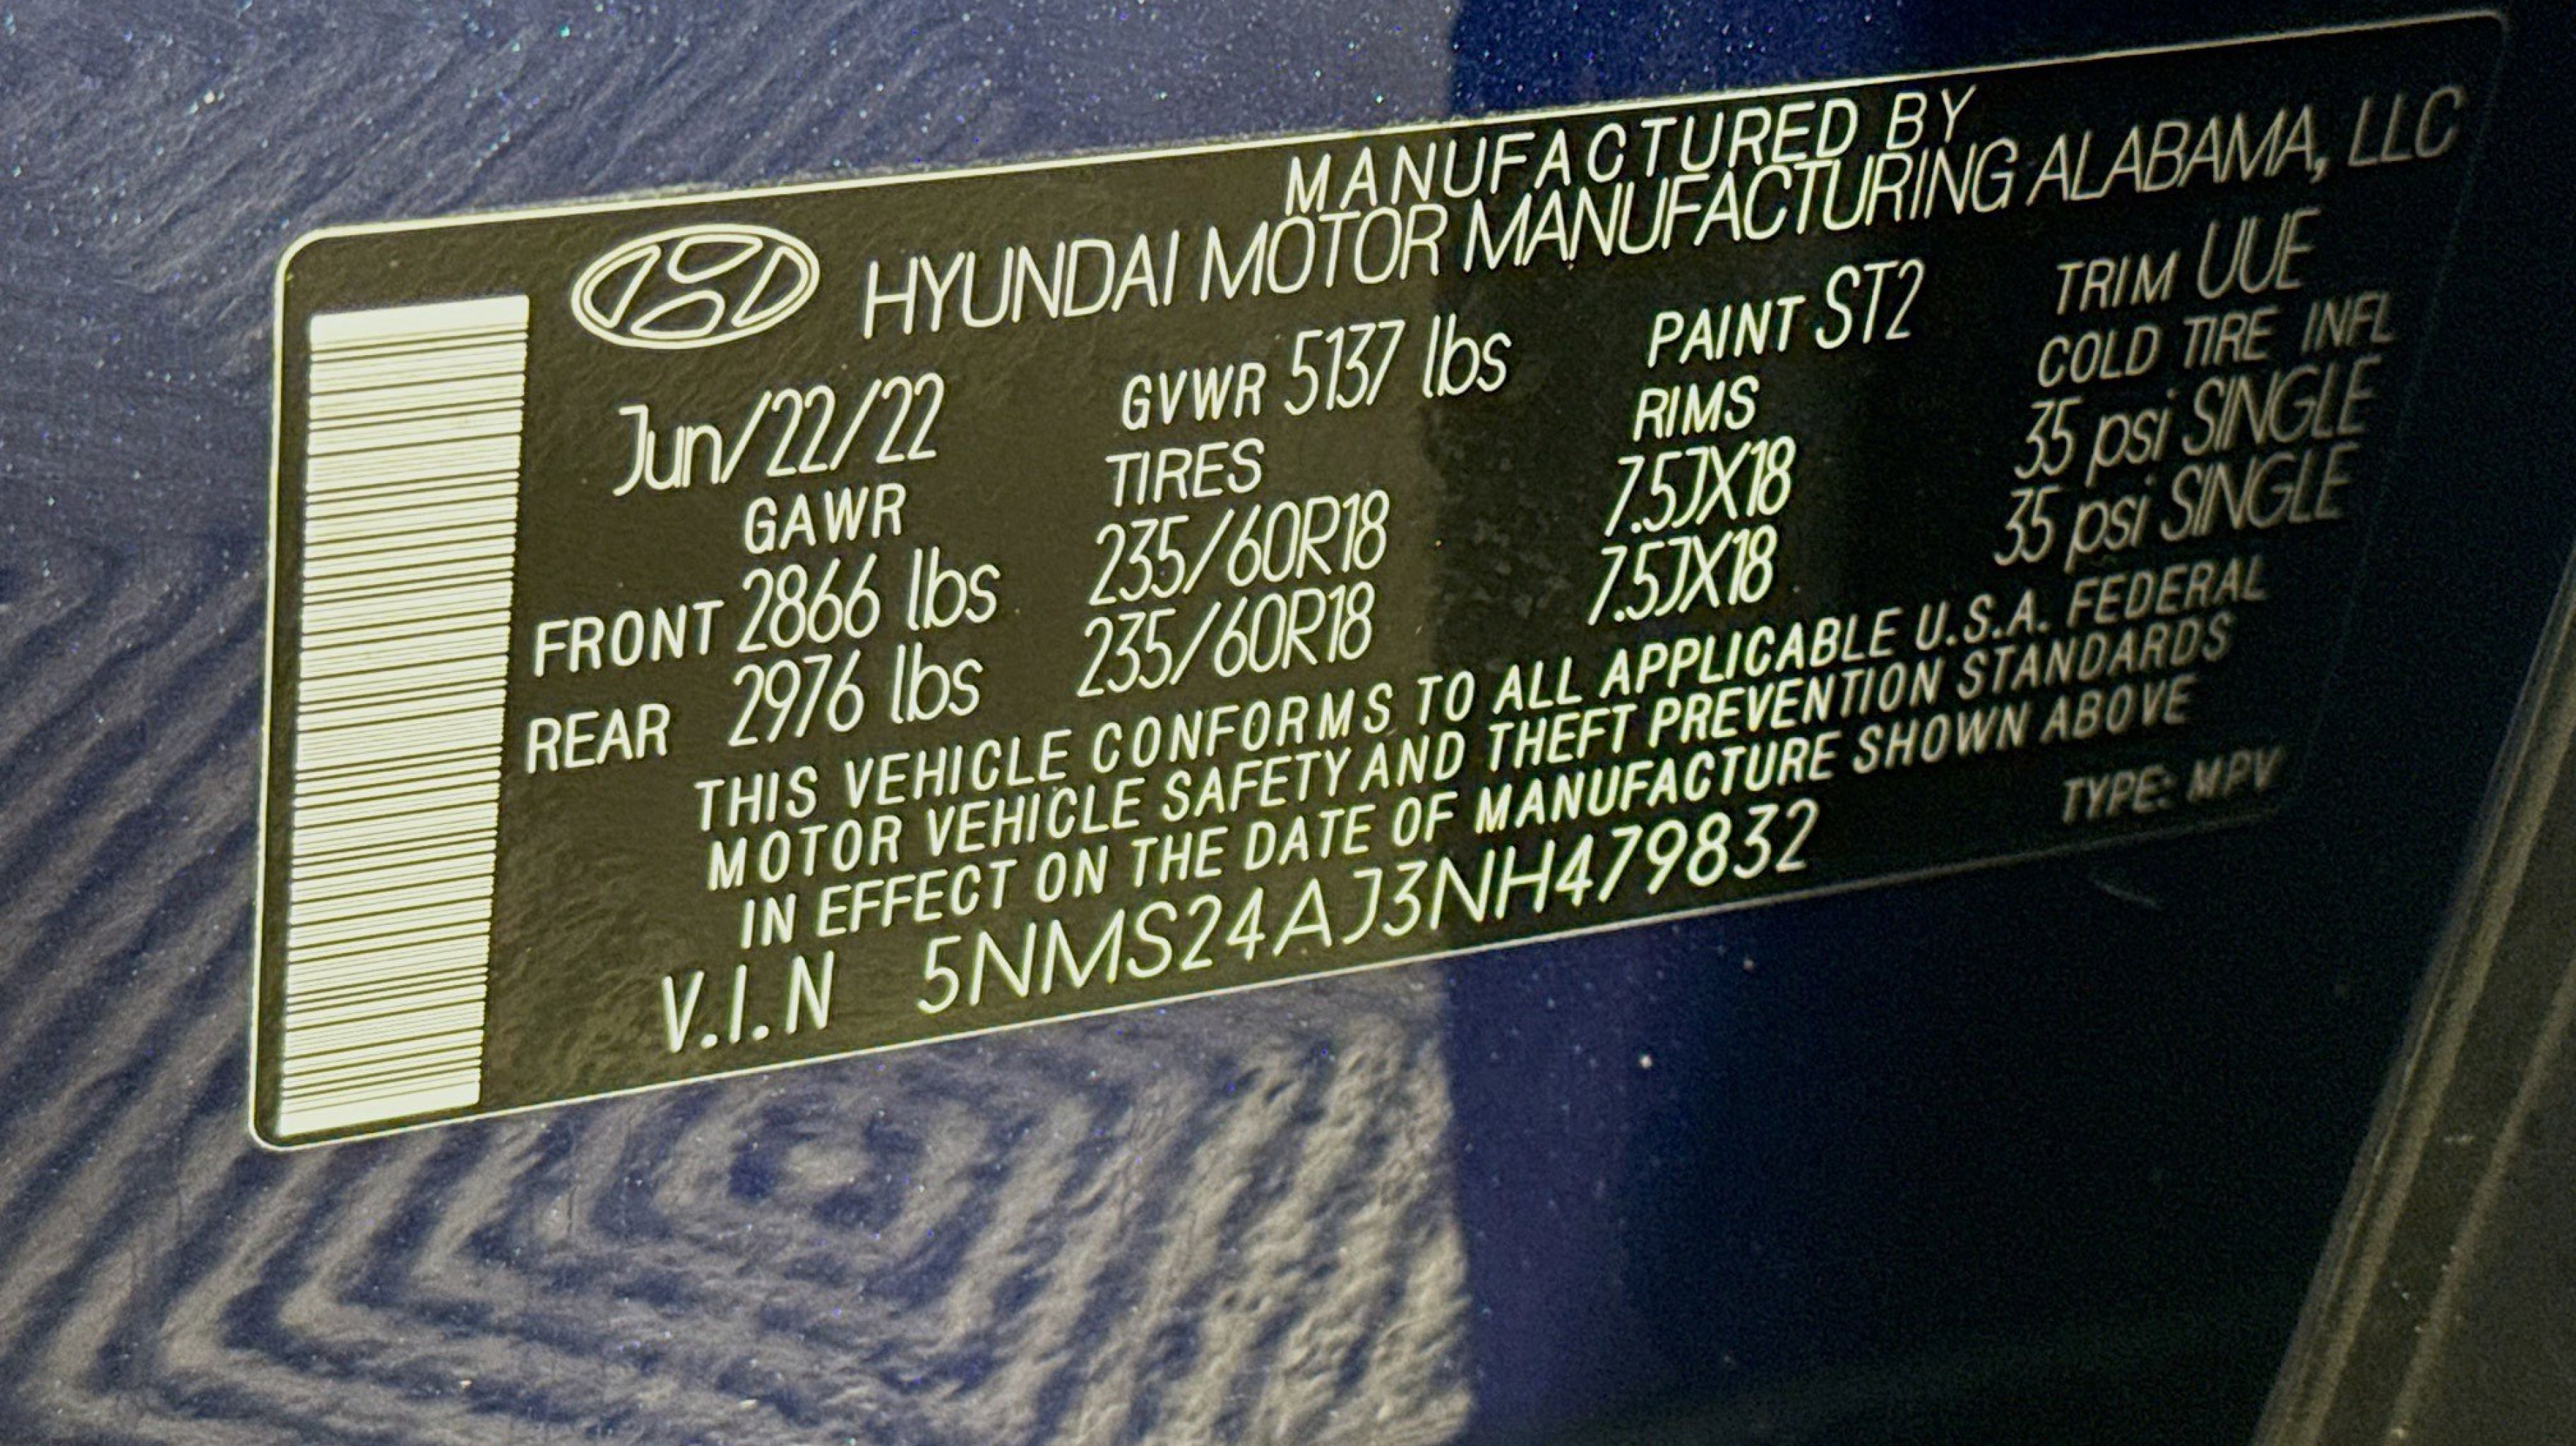 MANUFACTURED BY
HYUNDAI MOTOR MANUFACTURING ALABAMA, LLC
Jun/22/22 GVWR 5137 lbs PAINT ST2 TRIM UUE
GAWR TIRES RIMS COLD TIRE INFL
FRONT 2866 lbs 235/60R18 7.5JX18 35 psi SINGLE
REAR 2976 lbs 235/60R18 7.5JX18 35 psi SINGLE
THIS VEHICLE CONFORMS TO ALL APPLICABLE U.S.A. FEDERAL
MOTOR VEHICLE SAFETY AND THEFT PREVENTION STANDARDS
IN EFFECT ON THE DATE OF MANUFACTURE SHOWN ABOVE
V.I.N 5NMS24AJ3NH479832 TYPE: MPV